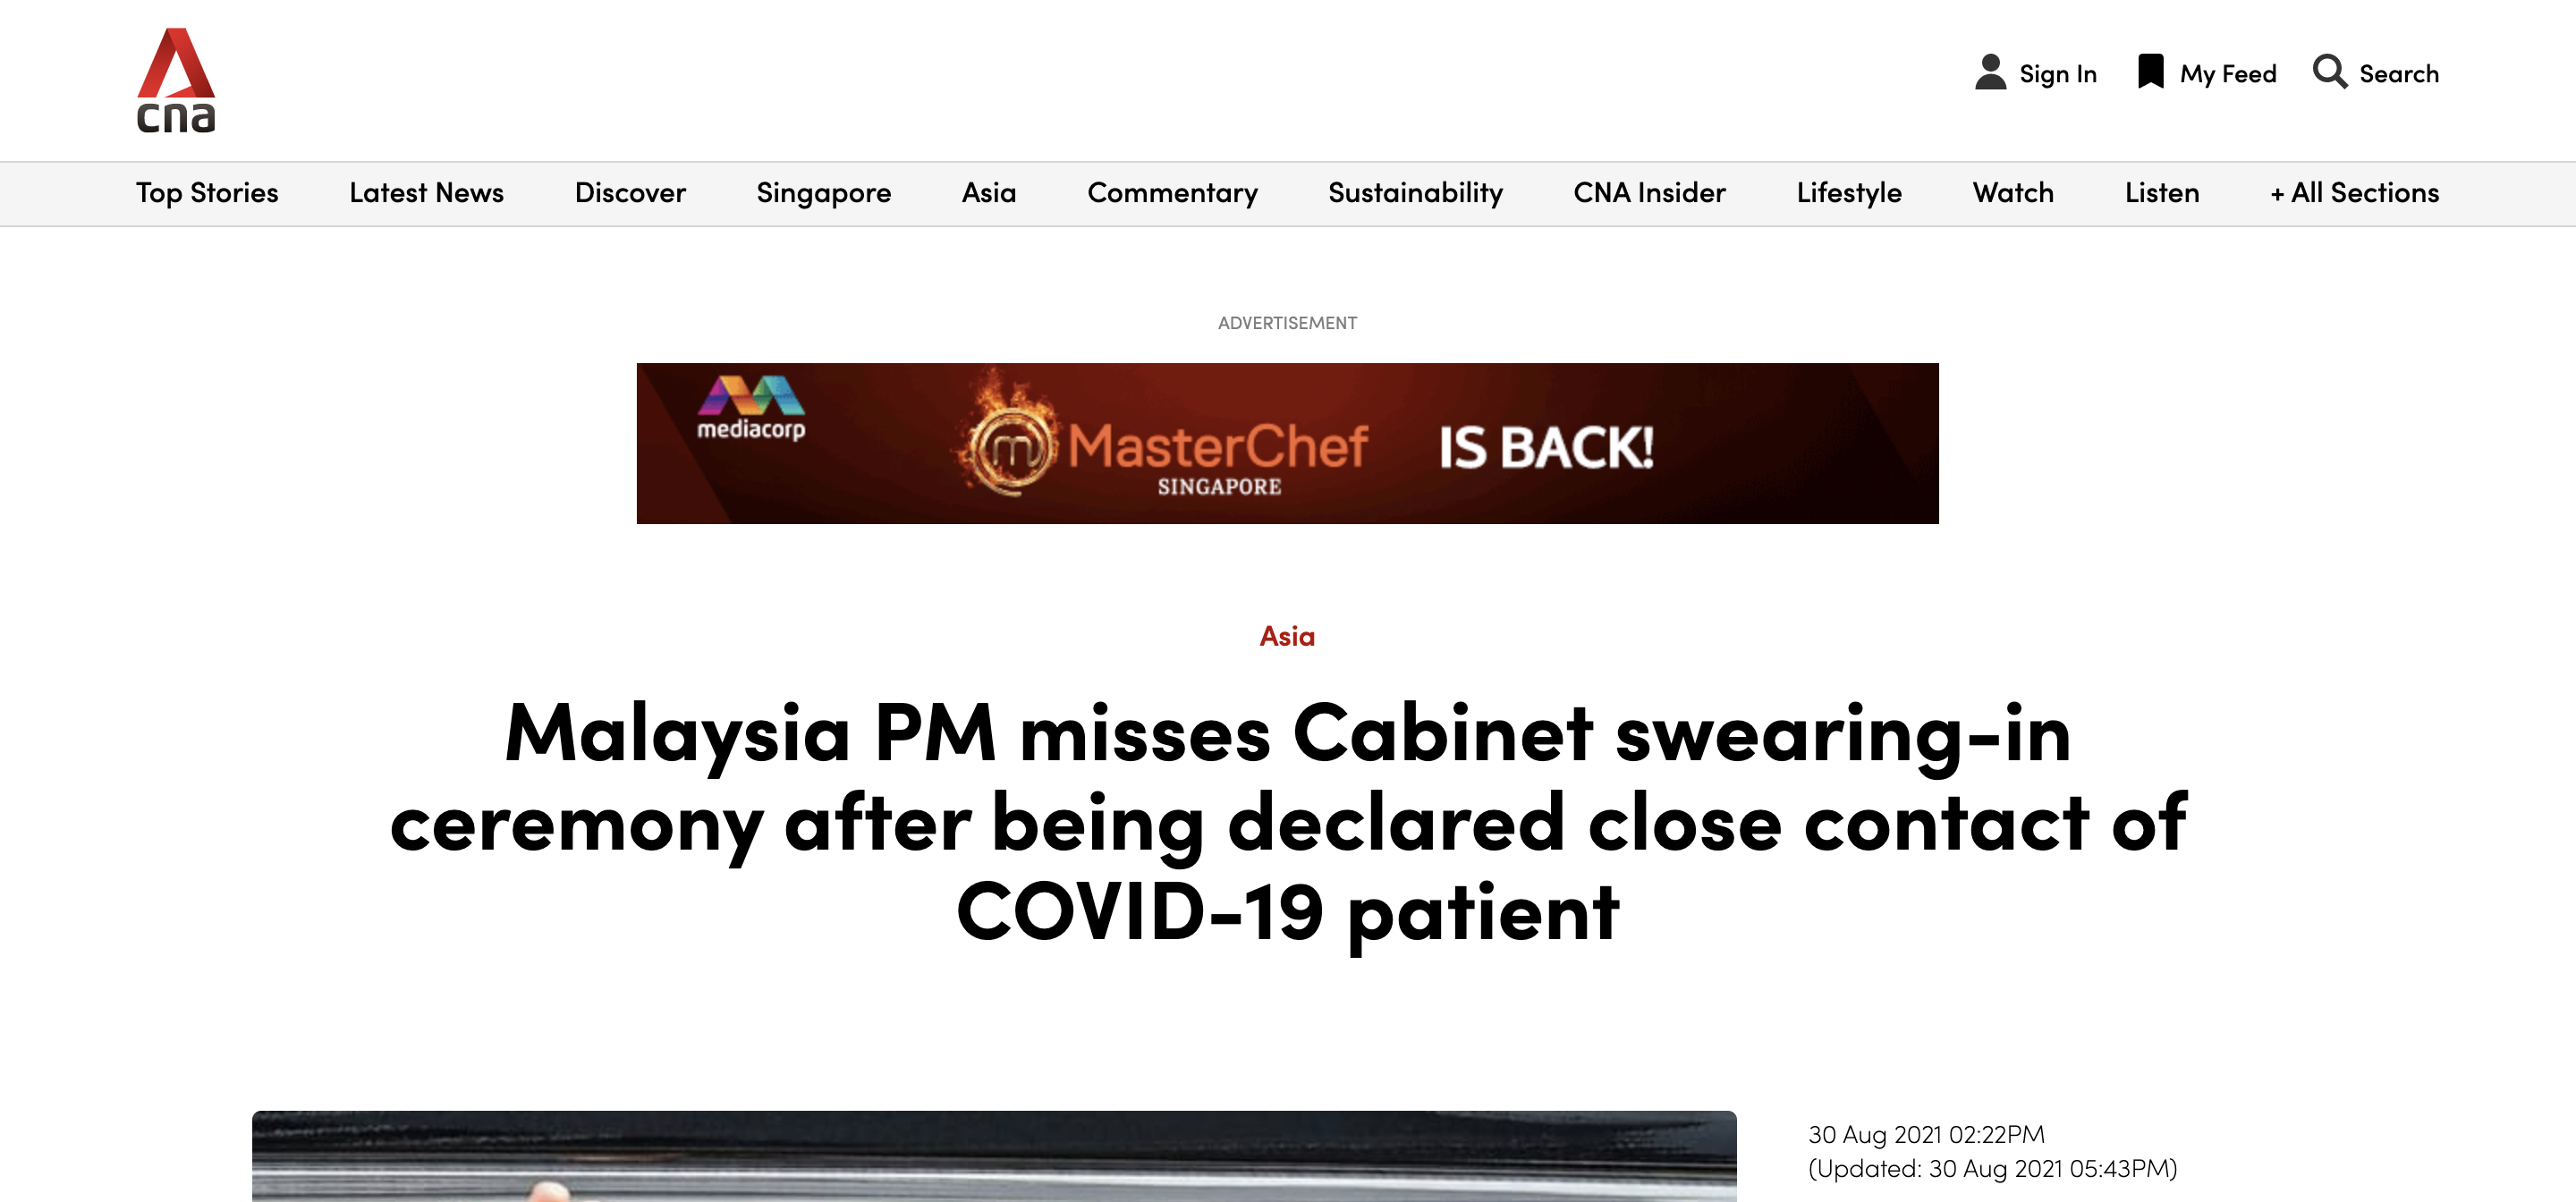 cna
Sign In
My Feed
Search
Top Stories
Latest News
Discover
Singapore
Asia
Commentary
Sustainability
CNA Insider
Lifestyle
Watch
Listen
+ All Sections
ADVERTISEMENT
mediacorp
m MasterChef
SINGAPORE
IS BACK!
Asia
Malaysia PM misses Cabinet swearing-in
ceremony after being declared close contact of
COVID-19 patient
30 Aug 2021 02:22PM
(Updated: 30 Aug 2021 05:43PM)